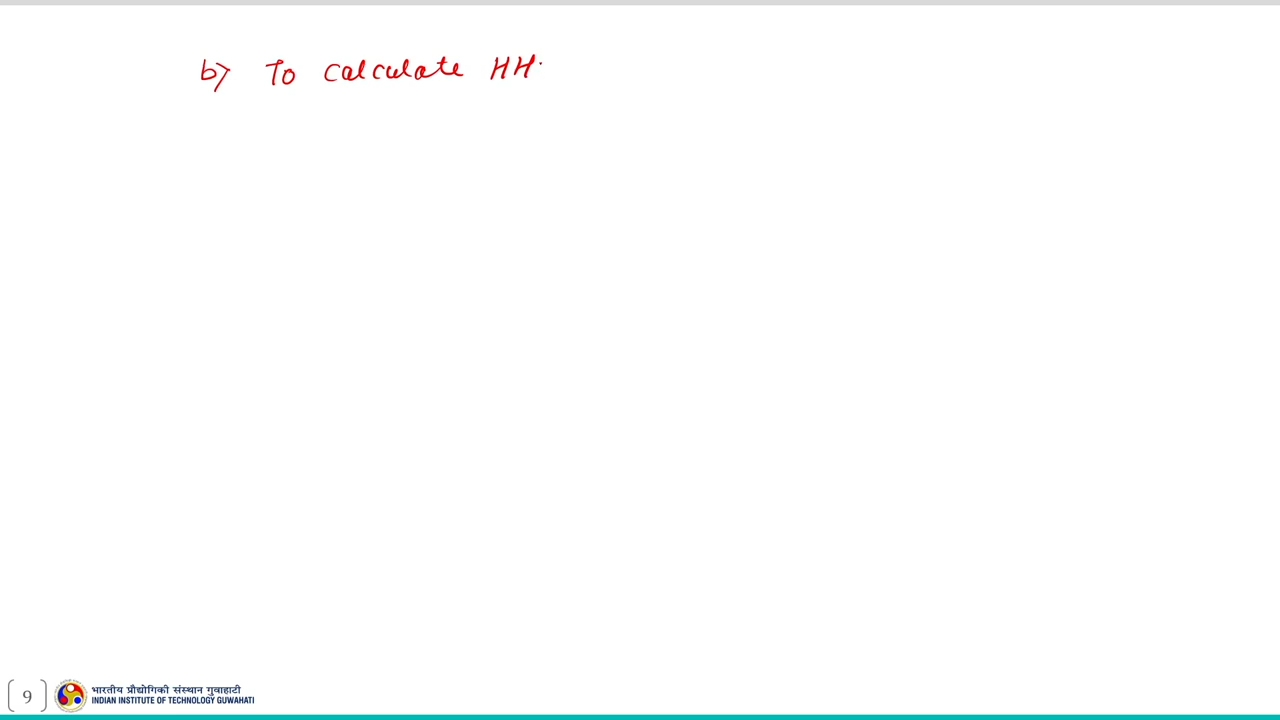 b) To calculate HH.
9
भारतीय प्रौद्योगिकी संस्थान गुवाहाटी
INDIAN INSTITUTE OF TECHNOLOGY GUWAHATI